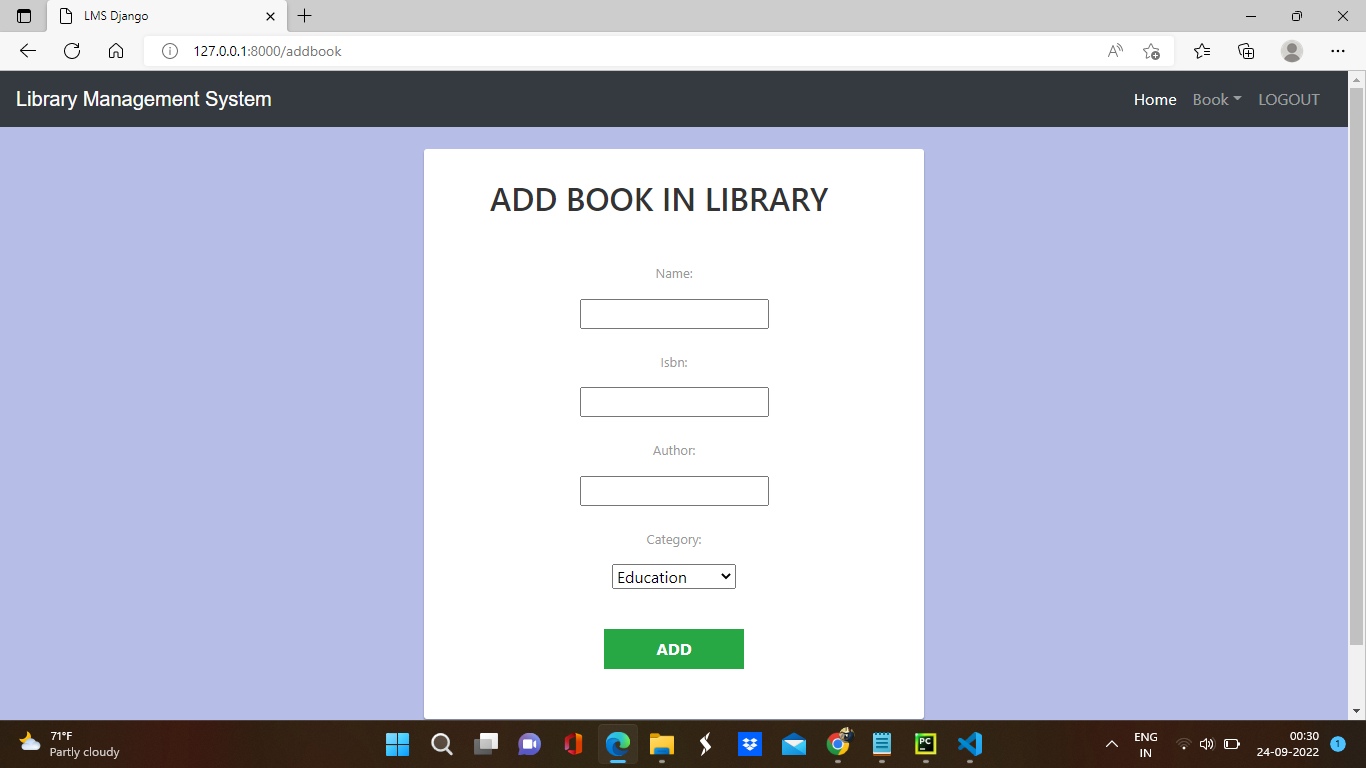 LMS Django
127.0.0.1:8000/addbook
Library Management System
Home Book LOGOUT
ADD BOOK IN LIBRARY
Name:
Isbn:
Author:
Category:
Education
ADD
71°F
Partly cloudy
PC
ENG
IN
00:30
24-09-2022
1